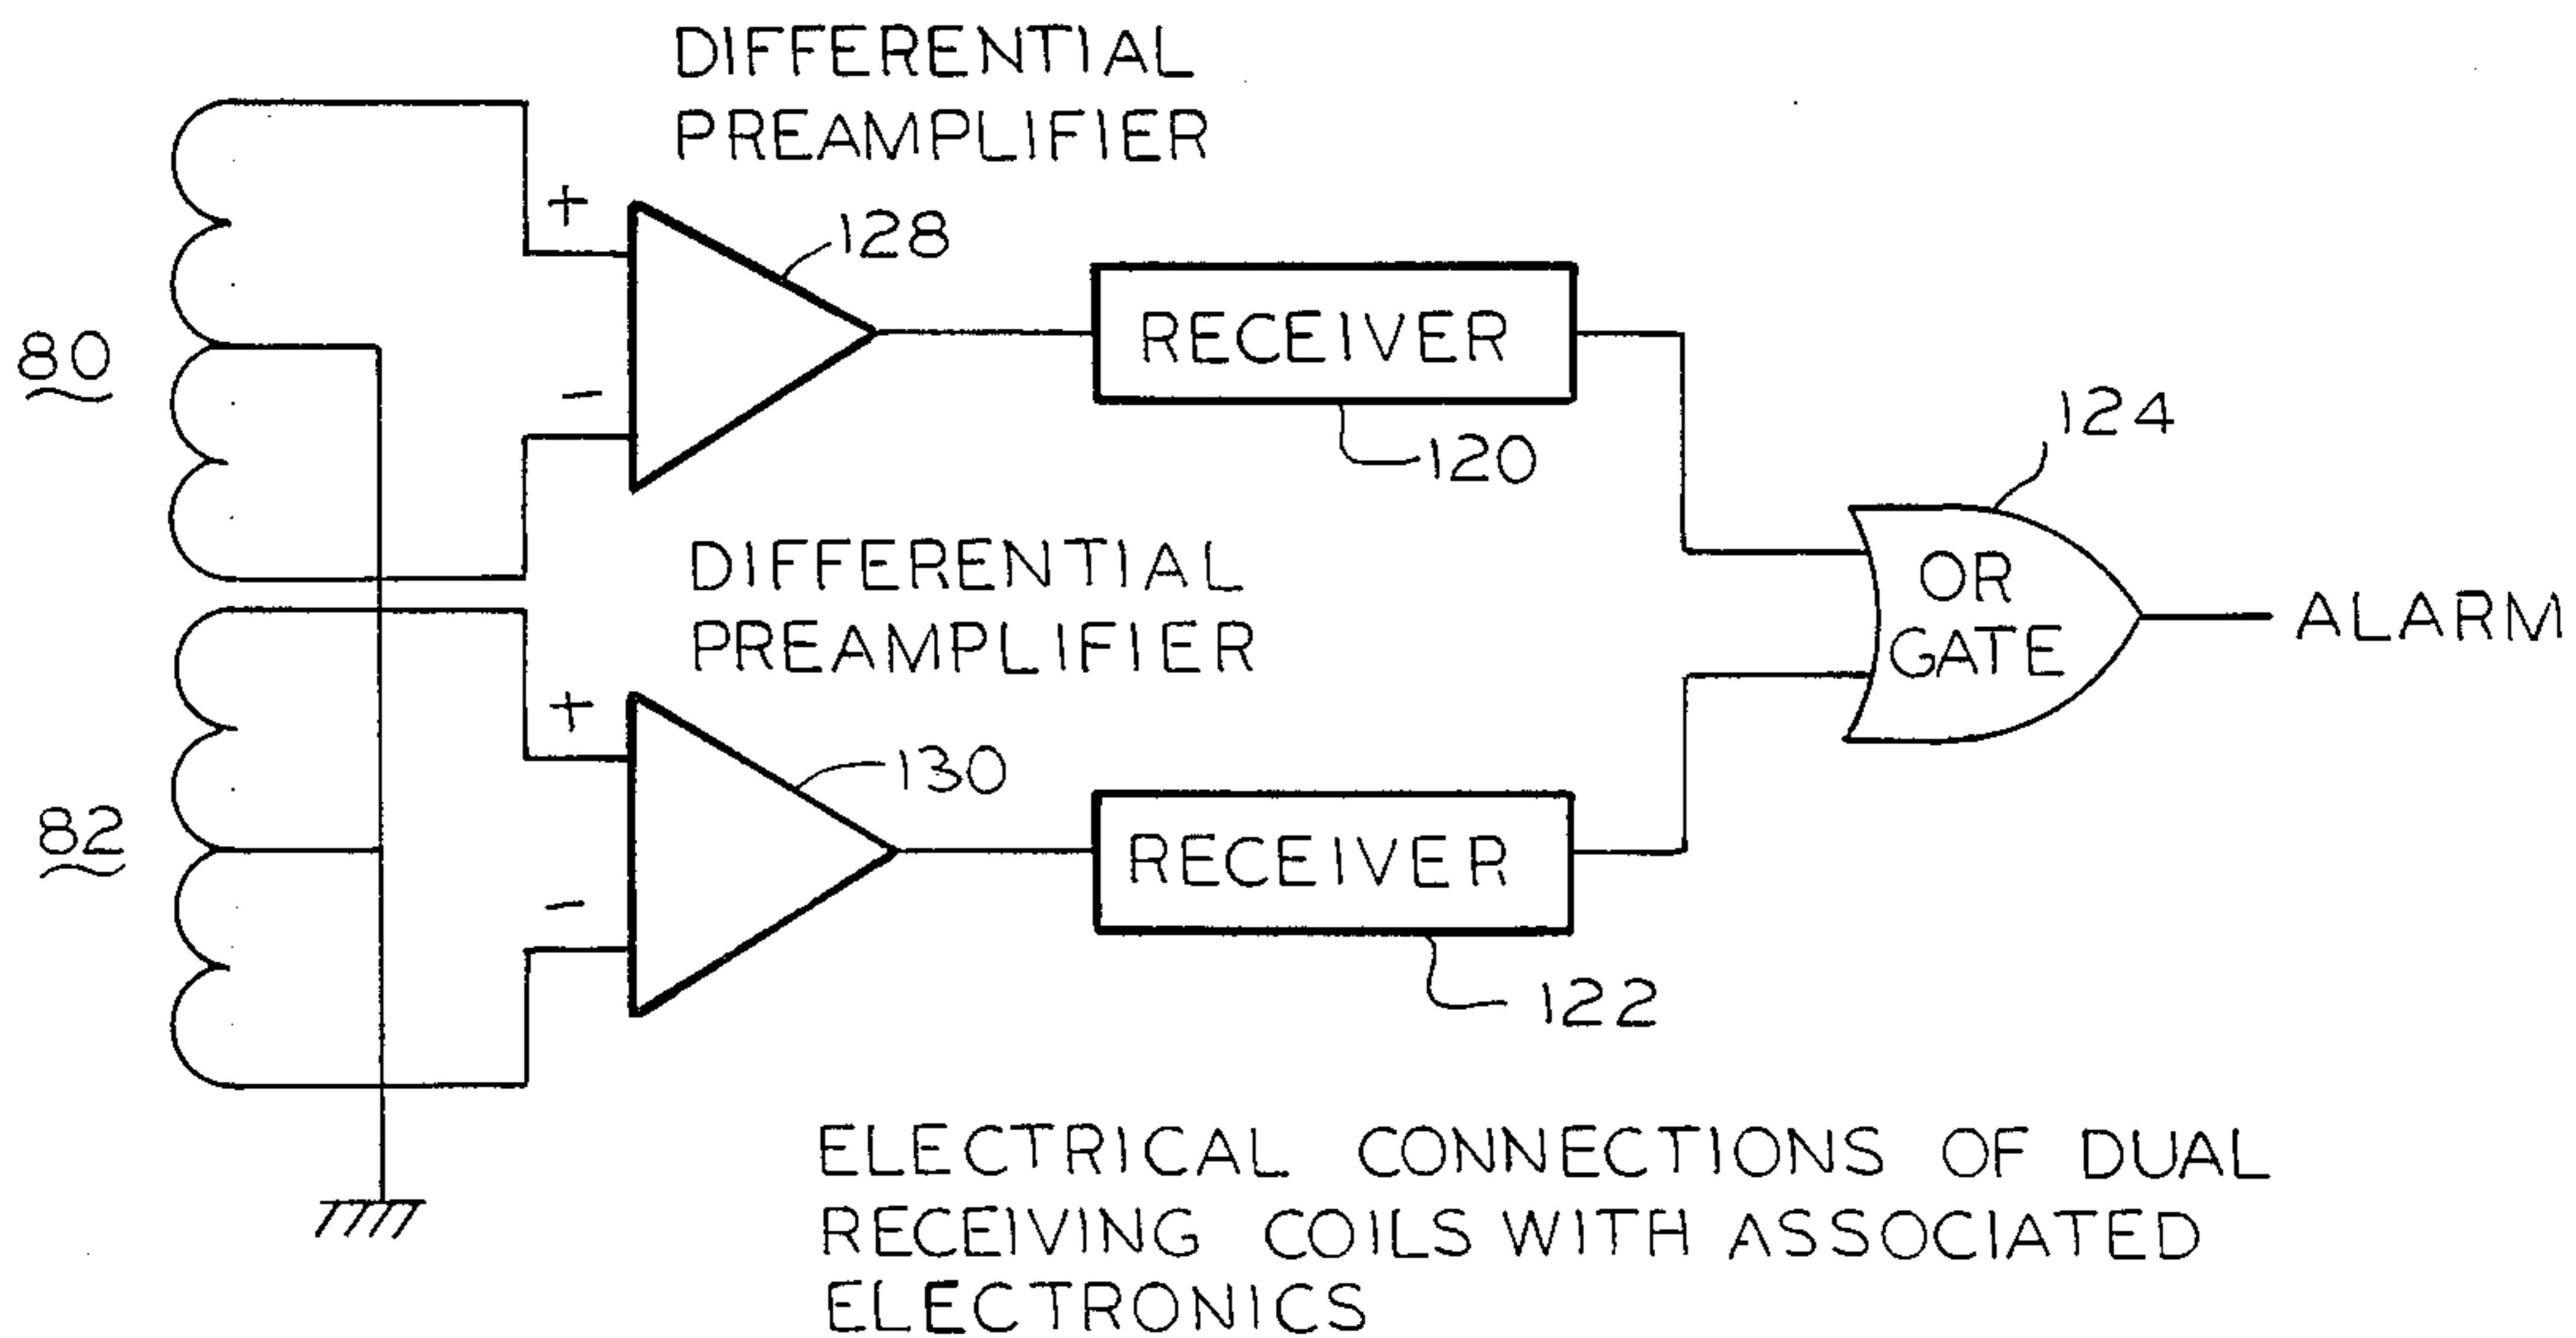 DIFFERENTIAL
PREAMPLIFIER
+
128
80
RECEIVER
-
120
124
DIFFERENTIAL
PREAMPLIFIER
OR
GATE
ALARM
+
130
82
RECEIVER
-
122
ELECTRICAL CONNECTIONS OF DUAL
RECEIVING COILS WITH ASSOCIATED
ELECTRONICS